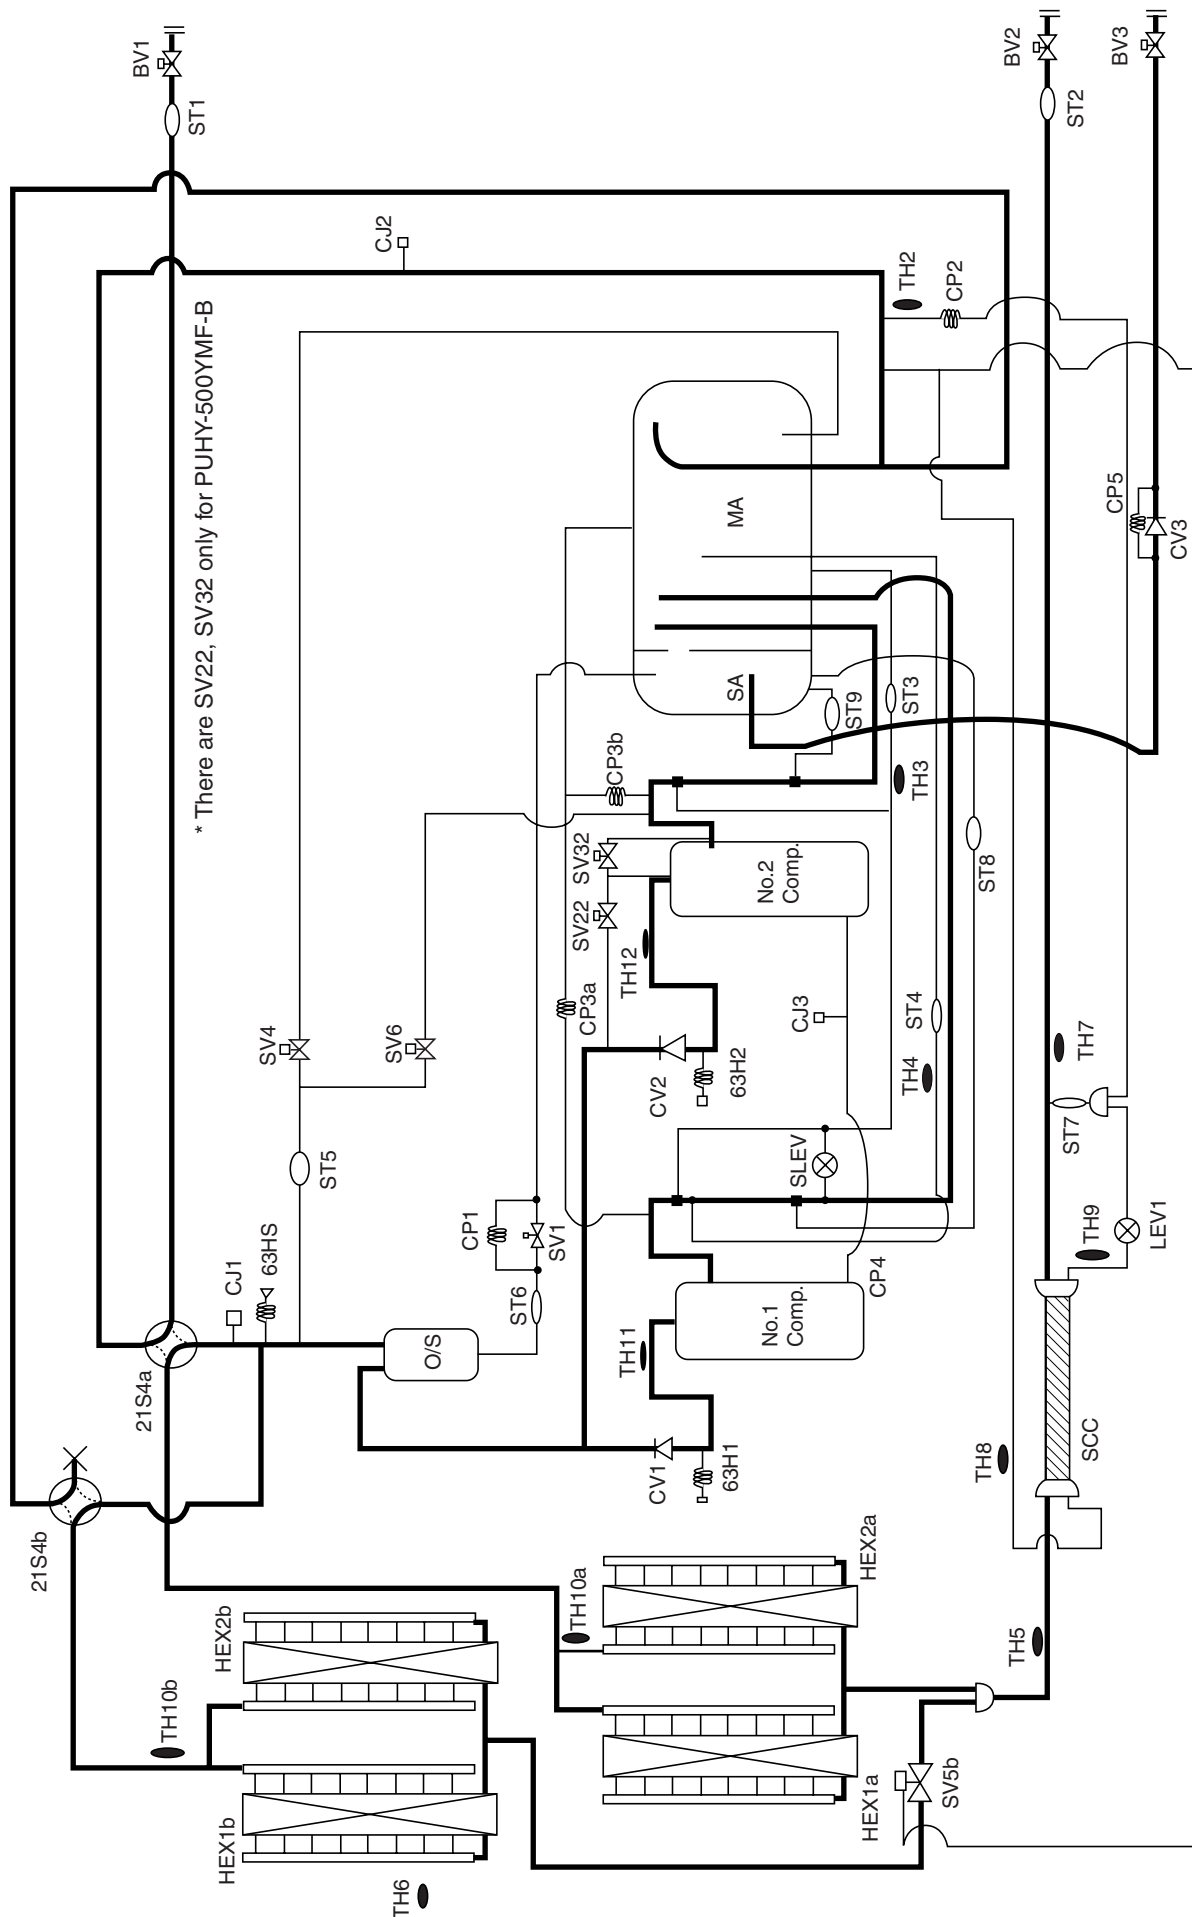 BV1
ST1
BV2
ST2
BV3
CJ2
TH2
CP2
* There are SV22, SV32 only for PUHY-500YMF-B
MA
CP5
CV3
SA
ST9
ST3
CP3b
TH3
SV32
No.2
Comp.
ST8
SV22
TH12
CP3a
CJ3
ST4
SV4
SV6
CV2
63H2
TH4
TH7
ST5
ST7
SLEV
63HS
CJ1
CP1
SV1
ST6
TH9
LEV1
CP4
21S4a
O/S
TH11
No.1
Comp.
CV1
63H1
TH8
SCC
21S4b
HEX2b
TH10a
HEX2a
TH10b
TH5
HEX1b
HEX1a
SV5b
TH6